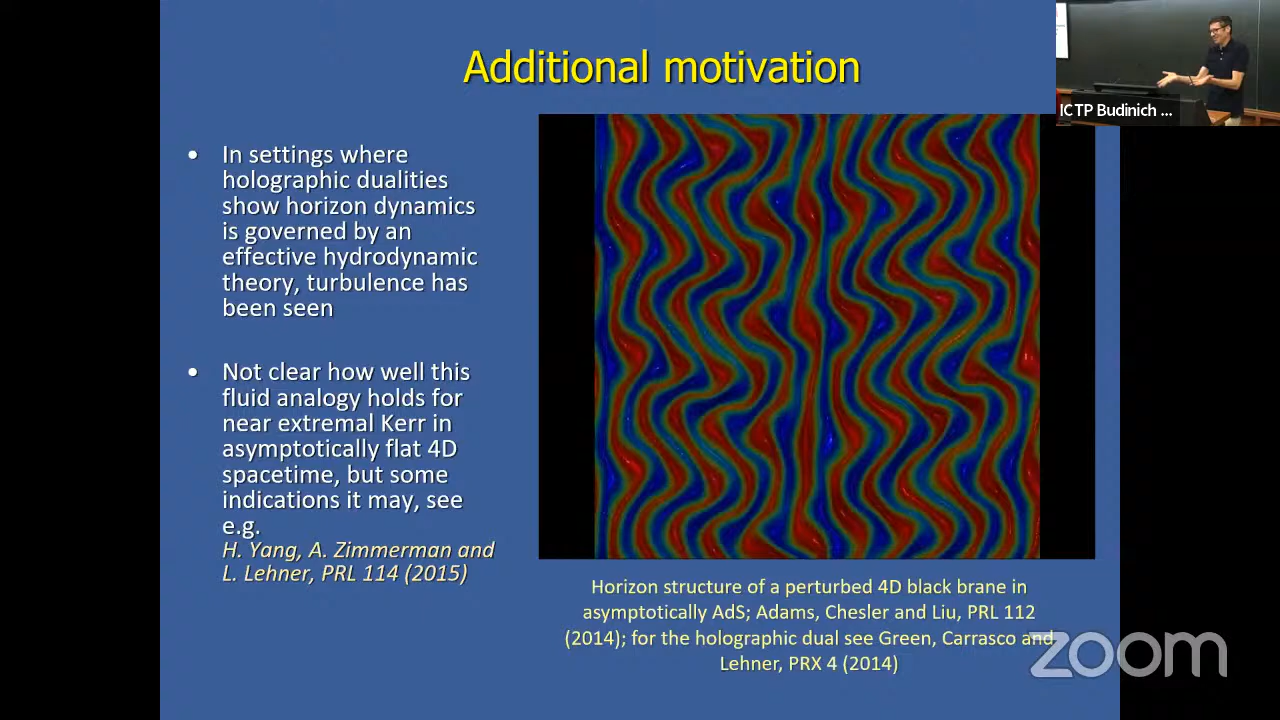 Additional motivation
ICTP Budinich ...
• In settings where
holographic dualities
show horizon dynamics
is governed by an
effective hydrodynamic
theory, turbulence has
been seen
• Not clear how well this
fluid analogy holds for
near extremal Kerr in
asymptotically flat 4D
spacetime, but some
indications it may, see
e.g.
H. Yang, A. Zimmerman and
L. Lehner, PRL 114 (2015)
Horizon structure of a perturbed 4D black brane in
asymptotically AdS; Adams, Chesler and Liu, PRL 112
(2014); for the holographic dual see Green, Carrasco and
Lehner, PRX 4 (2014)
zoom